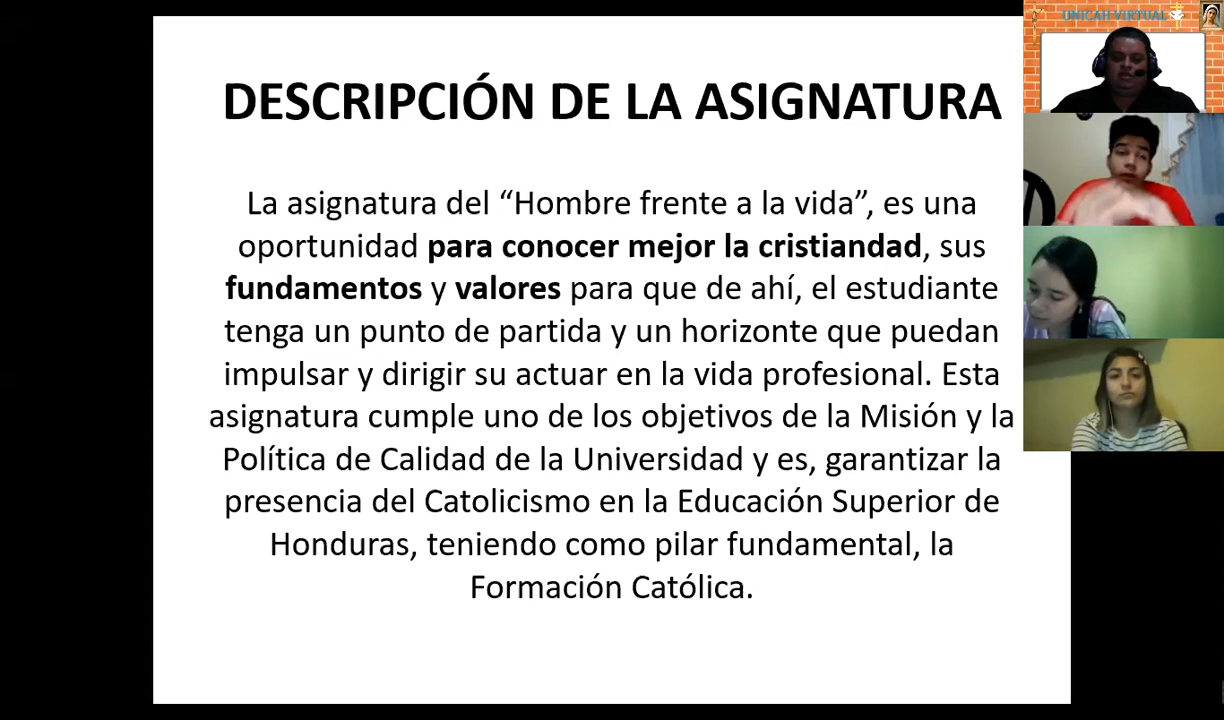 UNICAH VIRTUAL
DESCRIPCIÓN DE LA ASIGNATURA
La asignatura del “Hombre frente a la vida”, es una
oportunidad para conocer mejor la cristiandad, sus
fundamentos y valores para que de ahí, el estudiante
tenga un punto de partida y un horizonte que puedan
impulsar y dirigir su actuar en la vida profesional. Esta
asignatura cumple uno de los objetivos de la Misión y la
Política de Calidad de la Universidad y es, garantizar la
presencia del Catolicismo en la Educación Superior de
Honduras, teniendo como pilar fundamental, la
Formación Católica.